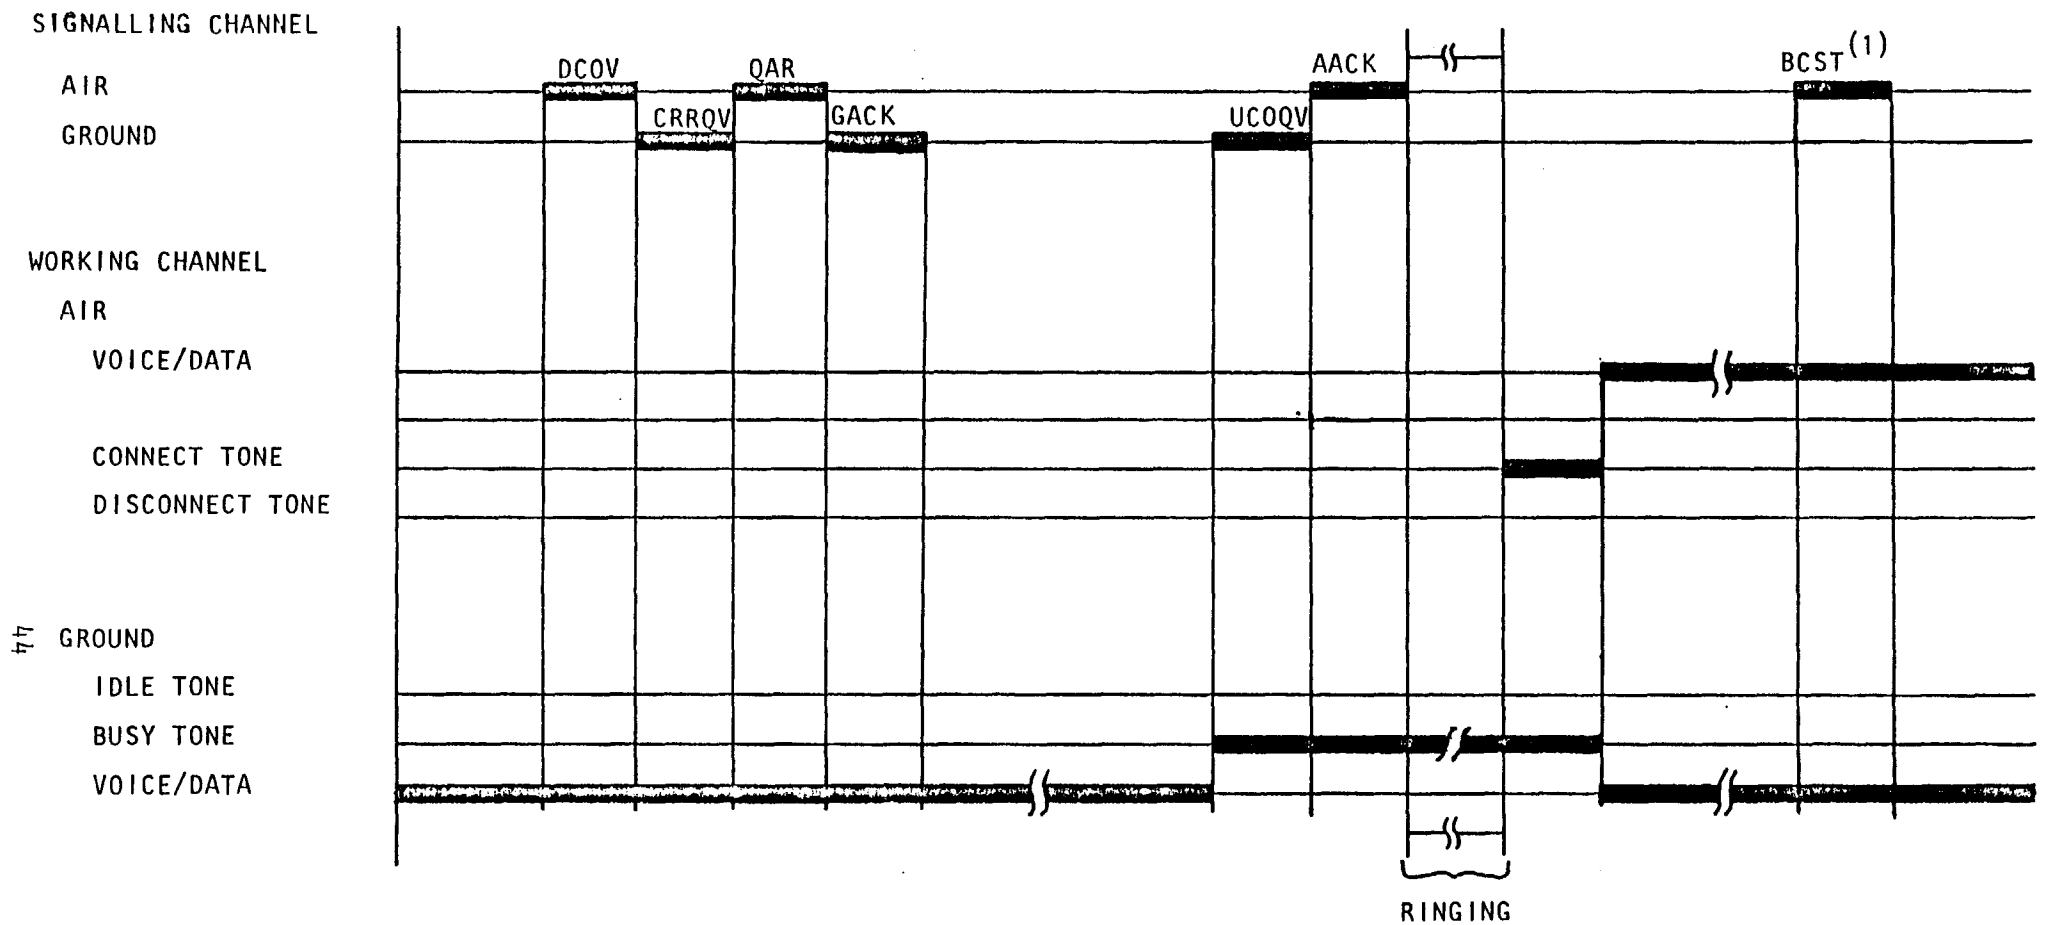 SIGNALLING CHANNEL
AIR
GROUND
DCOV
CRRQV
QAR
GACK
UCOQV
AACK
BCST(1)
WORKING CHANNEL
AIR
VOICE/DATA
CONNECT TONE
DISCONNECT TONE
44
GROUND
IDLE TONE
BUSY TONE
VOICE/DATA
RINGING